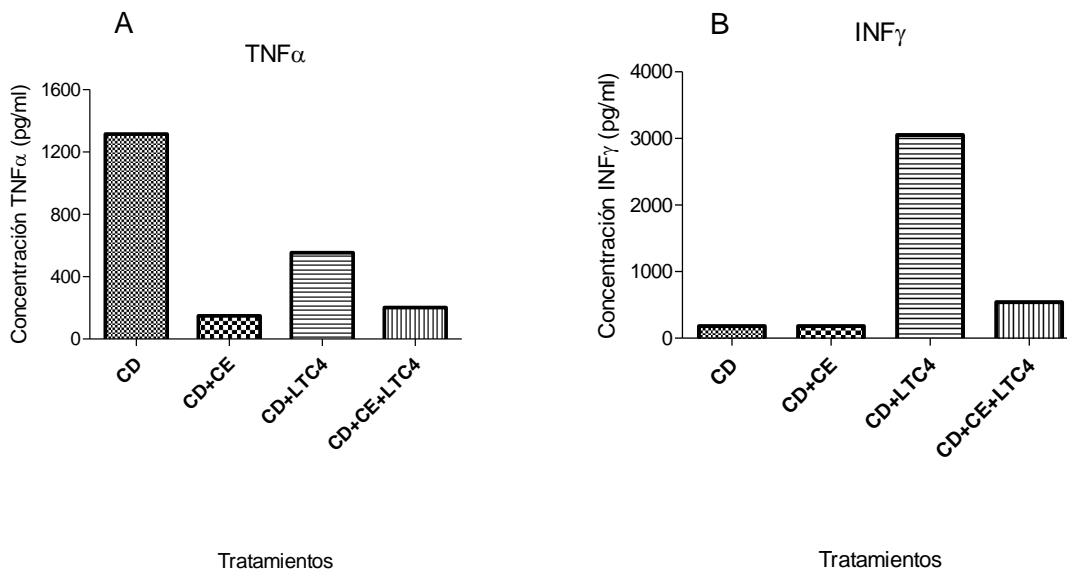 A
TNFα
Concentración TNFα (pg/ml)
1600
1200
800
400
0
CD
CD+CE
CD+LTC4
CD+CE+LTC4
Tratamientos
B
INFγ
Concentración INFγ (pg/ml)
4000
3000
2000
1000
0
CD
CD+CE
CD+LTC4
CD+CE+LTC4
Tratamientos